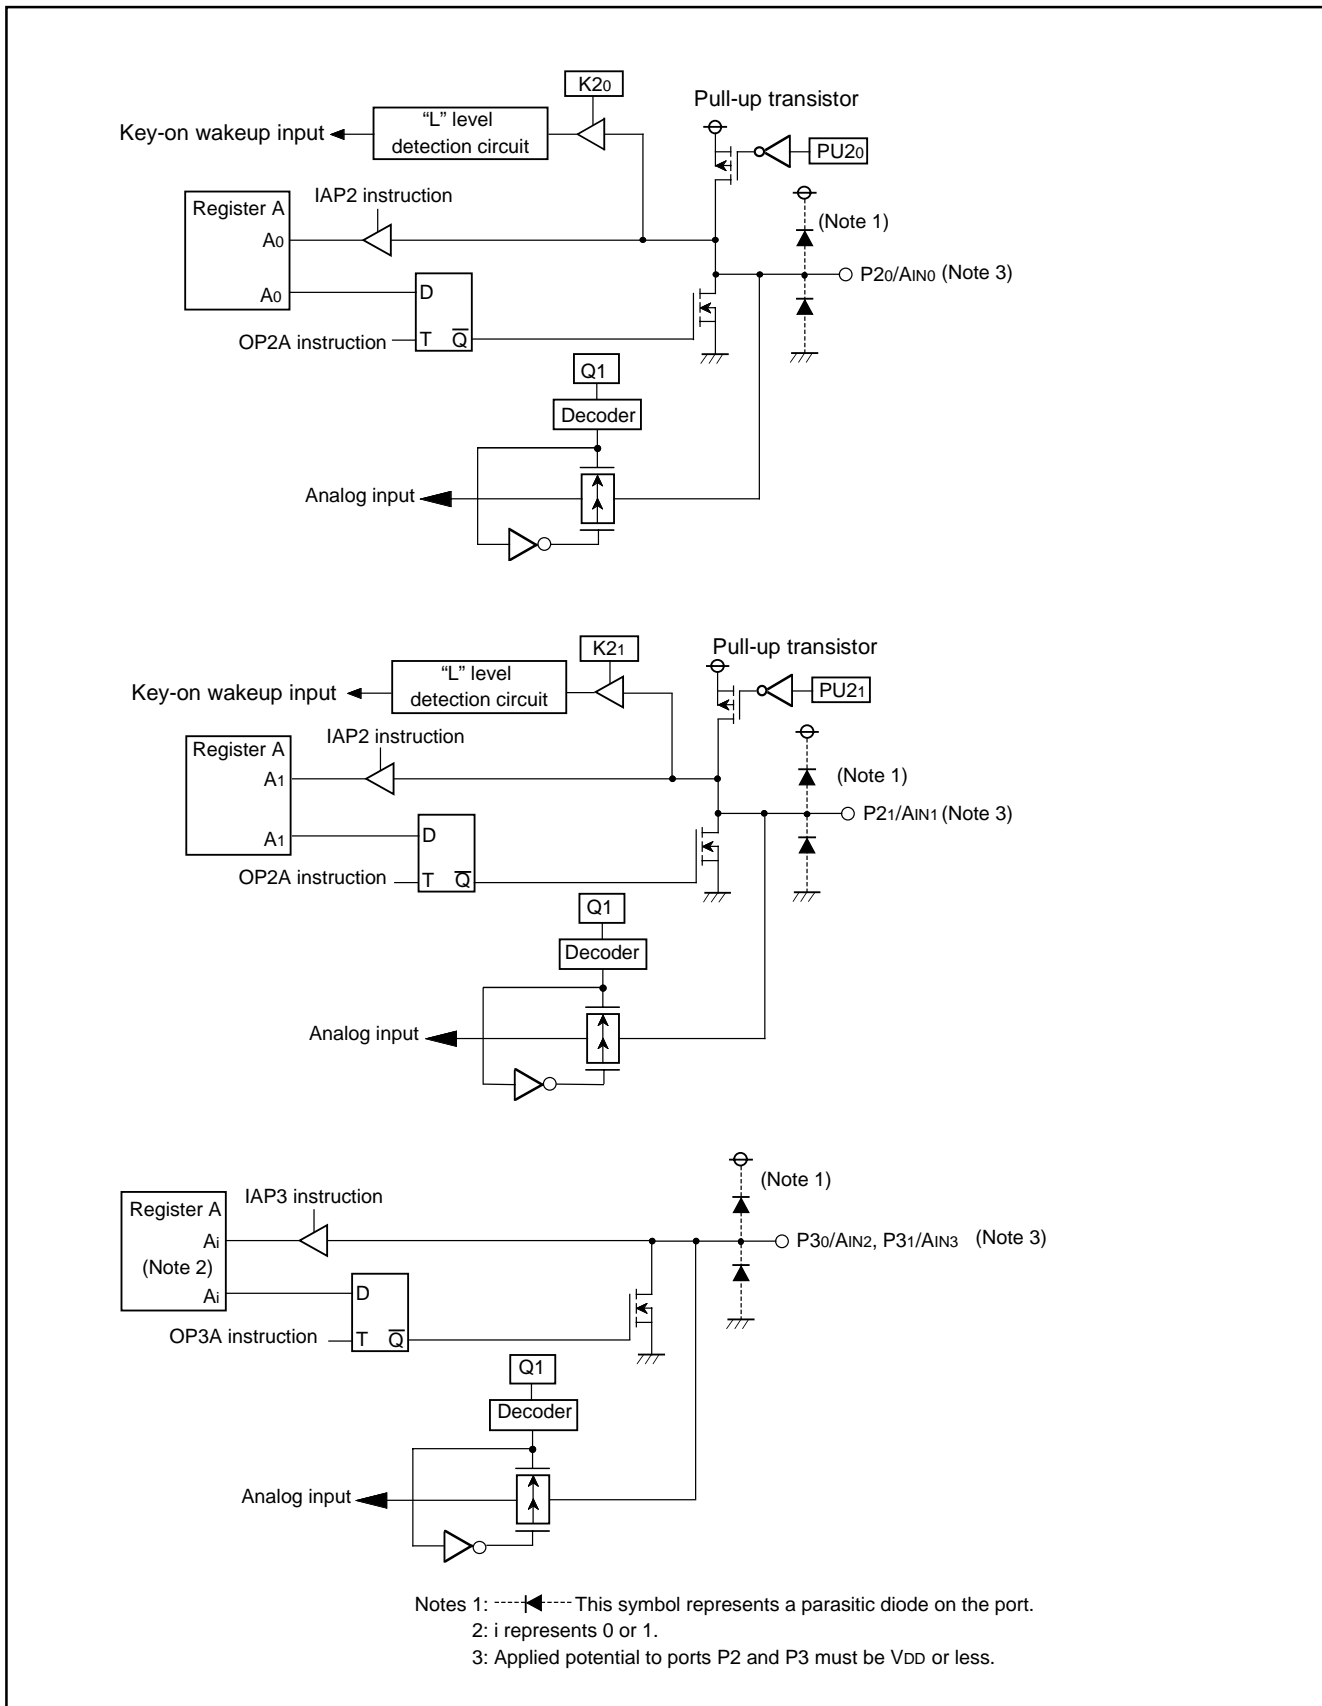 K20
Pull-up transistor
Key-on wakeup input
“L” level
detection circuit
PU20
IAP2 instruction
Register A
A0
(Note 1)
P20/AIN0 (Note 3)
A0
D
OP2A instruction
T Q
Q1
Decoder
Analog input
K21
Pull-up transistor
Key-on wakeup input
“L” level
detection circuit
PU21
IAP2 instruction
Register A
A1
(Note 1)
P21/AIN1 (Note 3)
A1
D
OP2A instruction
T Q
Q1
Decoder
Analog input
(Note 1)
IAP3 instruction
Register A
Ai
P30/AIN2, P31/AIN3 (Note 3)
(Note 2)
Ai
D
OP3A instruction
T Q
Q1
Decoder
Analog input
Notes 1: This symbol represents a parasitic diode on the port.
2: i represents 0 or 1.
3: Applied potential to ports P2 and P3 must be VDD or less.